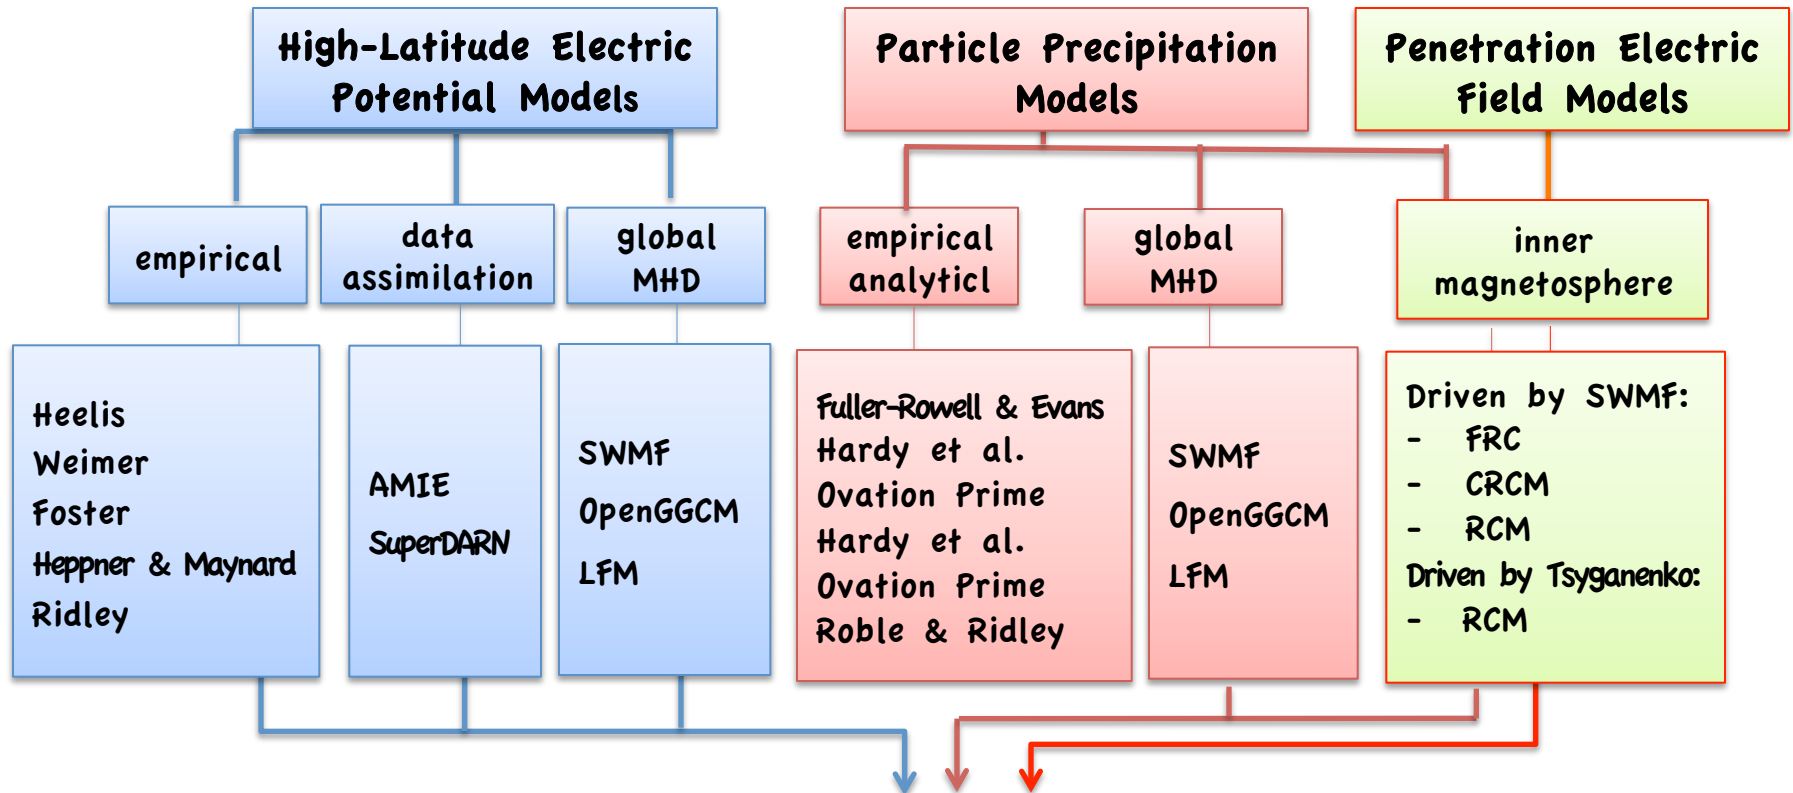 High-Latitude Electric
Potential Models
Particle Precipitation
Models
Penetration Electric
Field Models
empirical
data
assimilation
global
MHD
empirical
analyticl
global
MHD
inner
magnetosphere
Heelis
Weimer
Foster
Heppner & Maynard
Ridley
AMIE
SuperDARN
SWMF
OpenGGCM
LFM
Fuller-Rowell & Evans
Hardy et al.
Ovation Prime
Hardy et al.
Ovation Prime
Roble & Ridley
SWMF
OpenGGCM
LFM
Driven by SWMF:
- FRC
- CRCM
- RCM
Driven by Tsyganenko:
- RCM